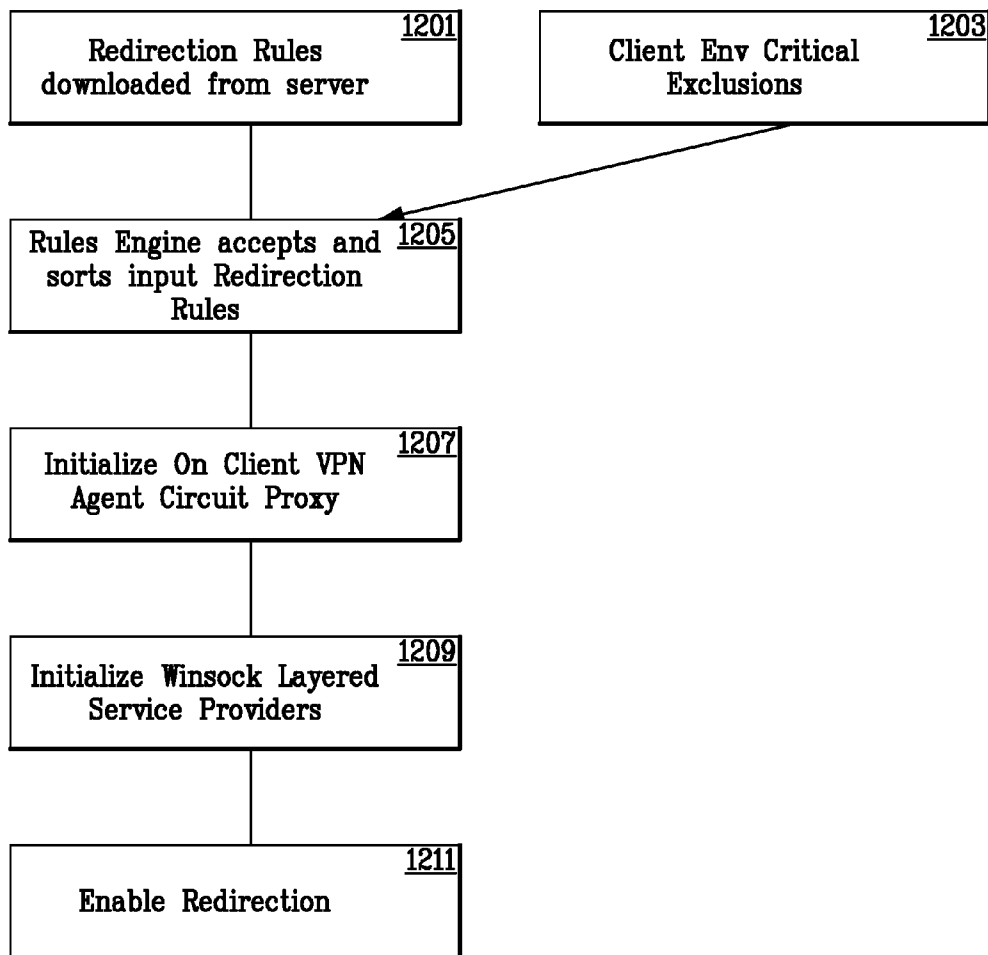 1201
Redirection Rules
downloaded from server
1203
Client Env Critical
Exclusions
1205
Rules Engine accepts and
sorts input Redirection
Rules
1207
Initialize On Client VPN
Agent Circuit Proxy
1209
Initialize Winsock Layered
Service Providers
1211
Enable Redirection